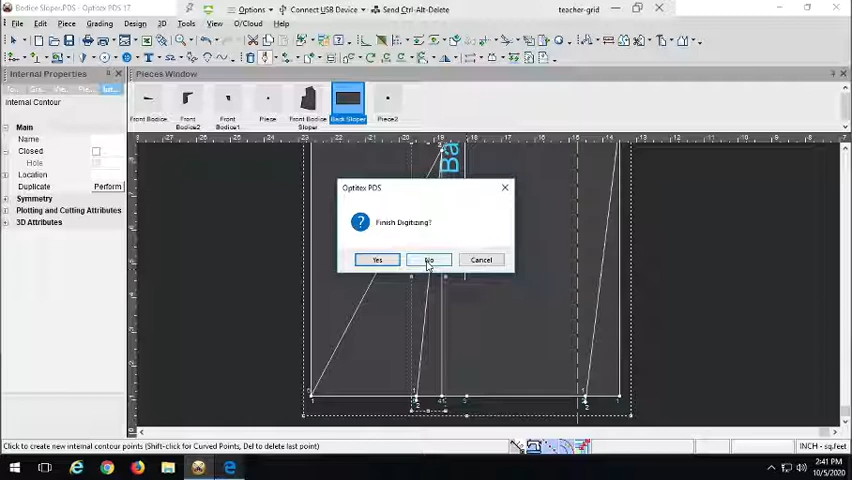 Bodice Sloper.PDS - Optitex PDS 17
Options
Connect USB Device
Send Ctrl-Alt-Delete
teacher-grid
File Edit Piece Grading Design 3D Tools View O/Cloud Help
Internal Properties
Internal Contour
Main
Name
Closed
Hole
Location
Duplicate
Perform
Symmetry
Plotting and Cutting Attributes
3D Attributes
Pieces Window
Front Bodice
Front Bodice2
Front Bodice1
Piece
Front Bodice Sloper
Back Sloper
Piece2
Ba
Optitex PDS
Finish Digitizing?
Yes
No
Cancel
Click to create new internal contour points (Shift-click for Curved Points, Del to delete last point)
INCH - sq.feet
2:41 PM
10/5/2020